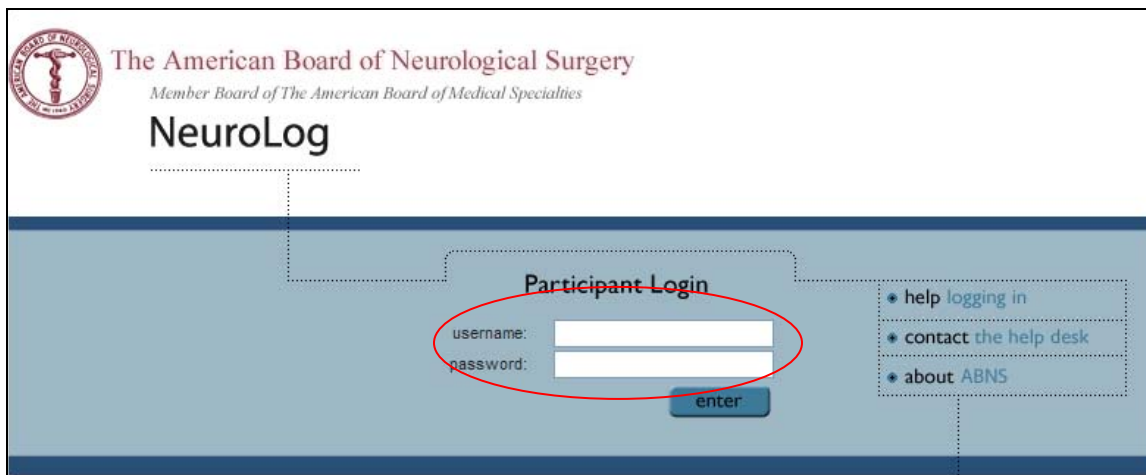 The American Board of Neurological Surgery
Member Board of The American Board of Medical Specialties
NeuroLog
Participant Login
username:
password:
enter
help logging in
contact the help desk
about ABNS